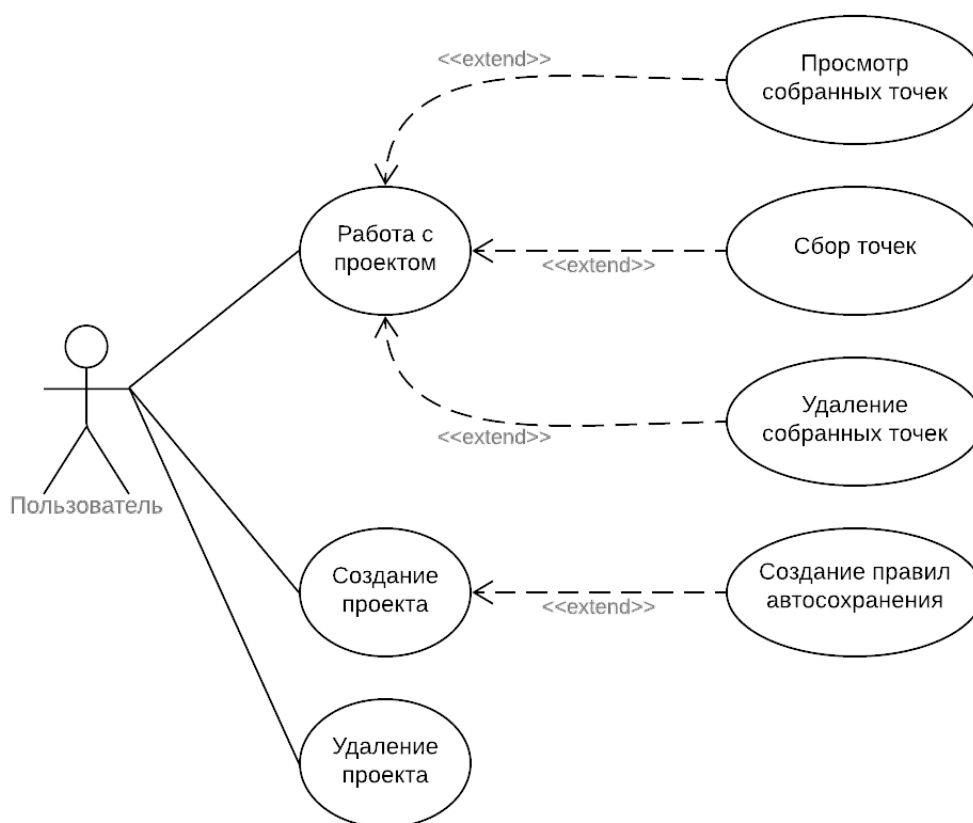 <<extend>>
Просмотр
собранных точек
Работа с
проектом
<<extend>>
Сбор точек
<<extend>>
Удаление
собранных точек
Пользователь
Создание
проекта
<<extend>>
Создание правил
автосохранения
Удаление
проекта